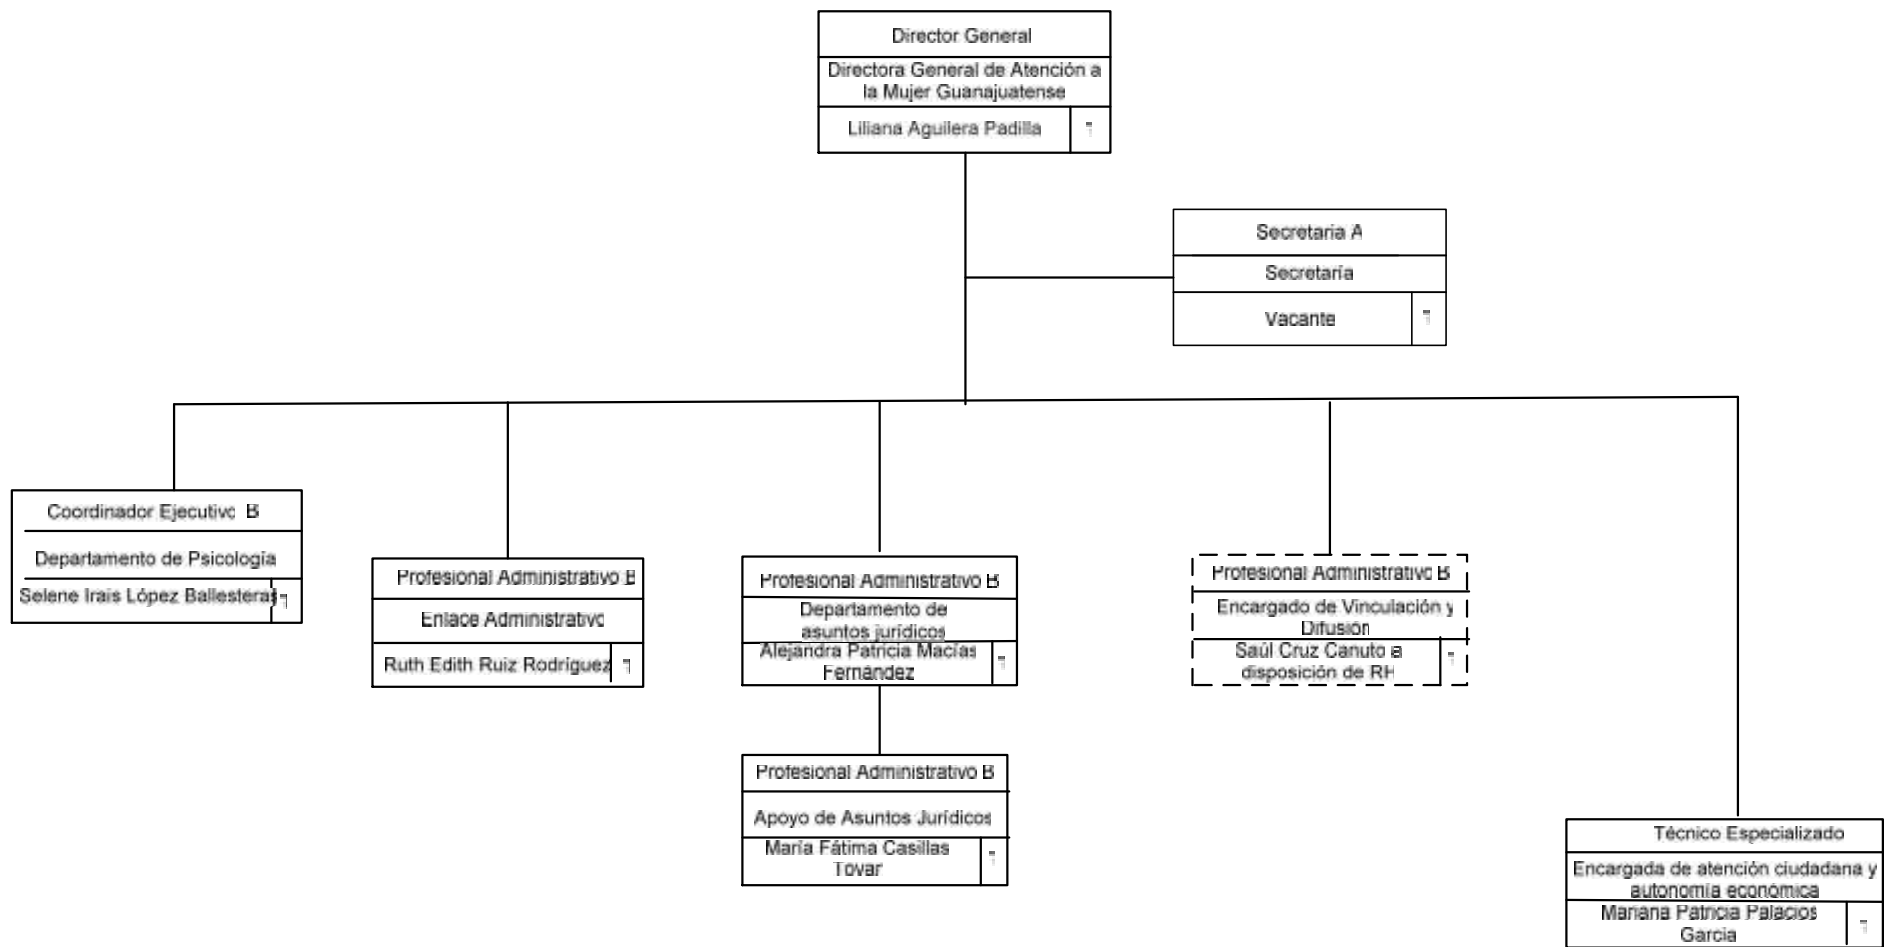 Director General
Directora General de Atención a
la Mujer Guanajuatense
Liliana Aguilera Padilla
Secretaria A
Secretaría
Vacante
Coordinador Ejecutivo B
Departamento de Psicología
Selene Irais López Ballesteras
Profesional Administrativo B
Enlace Administrativo
Ruth Edith Ruiz Rodríguez
Profesional Administrativo B
Departamento de
asuntos jurídicos
Alejandra Patricia Macías
Fernández
Profesional Administrativo B
Encargado de Vinculación y
Difusión
Saúl Cruz Canuto a
disposición de RH
Profesional Administrativo B
Apoyo de Asuntos Jurídicos
María Fátima Casillas
Tovar
Técnico Especializado
Encargada de atención ciudadana y
autonomía económica
Mariana Patricia Palacios
Garcia